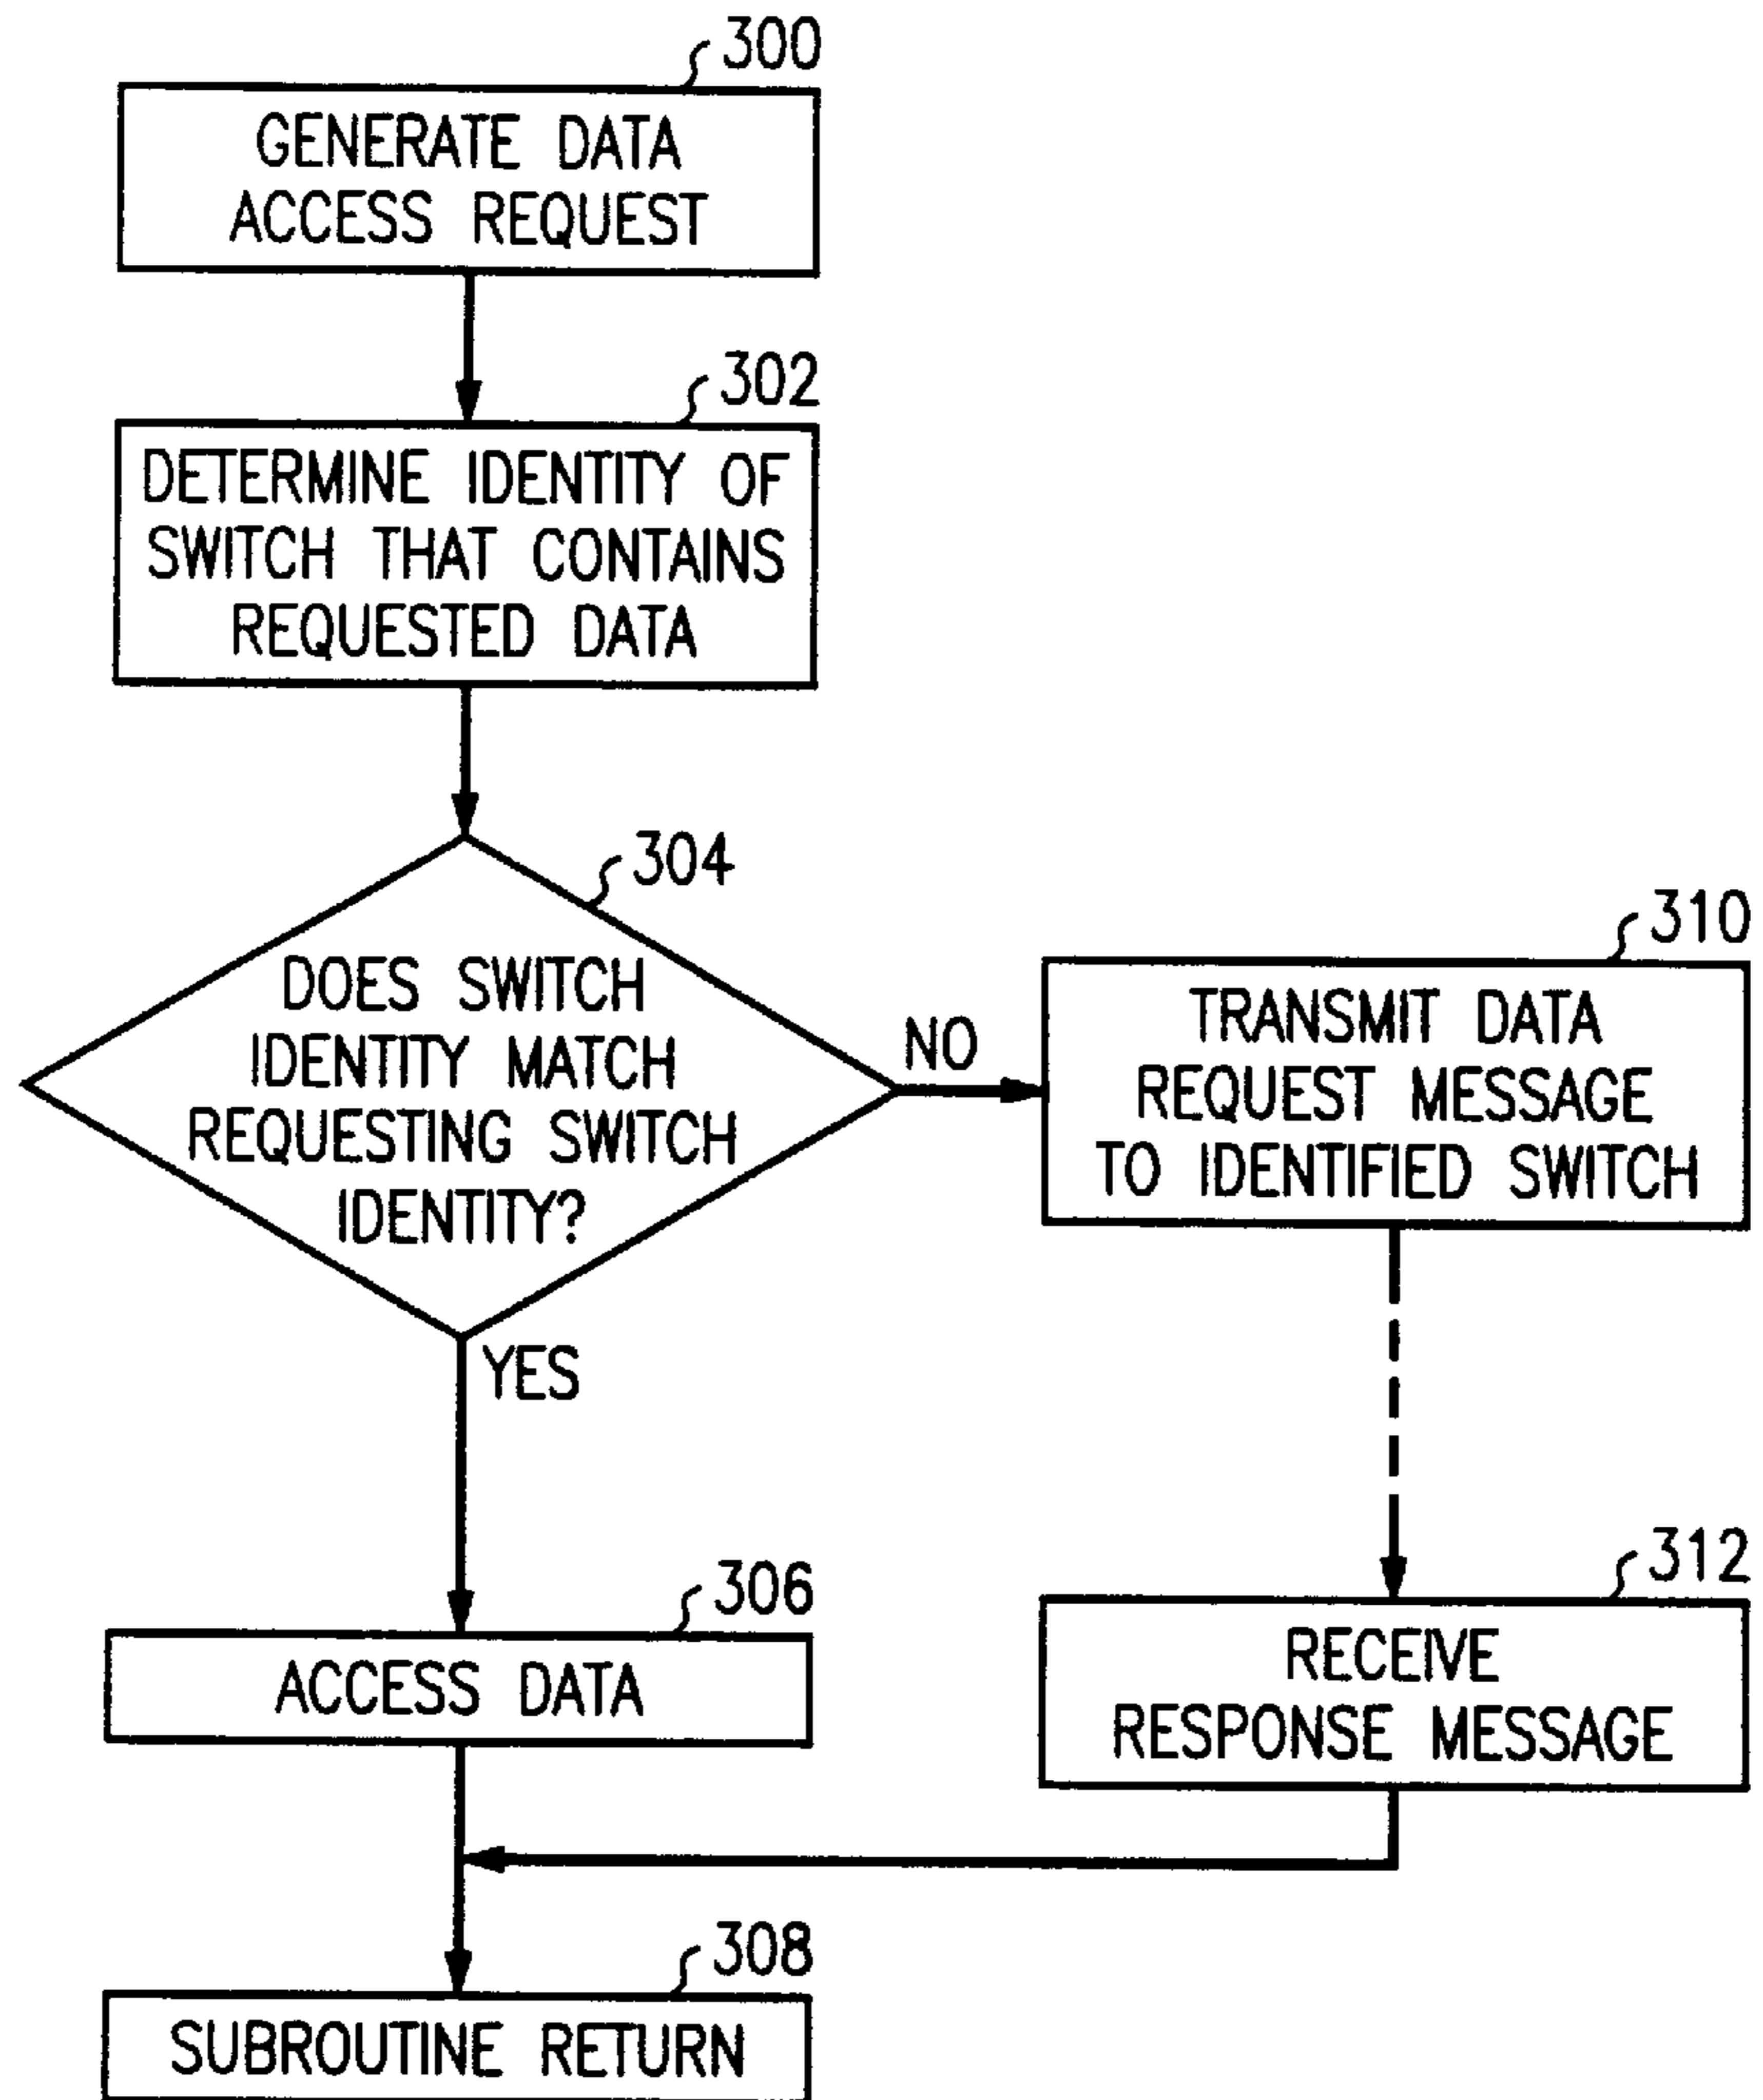 300
GENERATE DATA
ACCESS REQUEST
302
DETERMINE IDENTITY OF
SWITCH THAT CONTAINS
REQUESTED DATA
304
DOES SWITCH
IDENTITY MATCH
REQUESTING SWITCH
IDENTITY?
NO
310
TRANSMIT DATA
REQUEST MESSAGE
TO IDENTIFIED SWITCH
YES
306
ACCESS DATA
312
RECEIVE
RESPONSE MESSAGE
308
SUBROUTINE RETURN